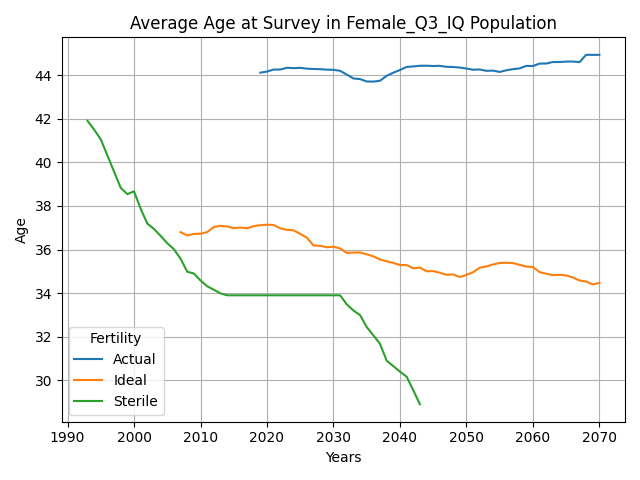 Average Age at Survey in Female_Q3_IQ Population
Age
44
42
40
38
36
34
32
30
Fertility
Actual
Ideal
Sterile
1990 2000 2010 2020 2030 2040 2050 2060 2070
Years